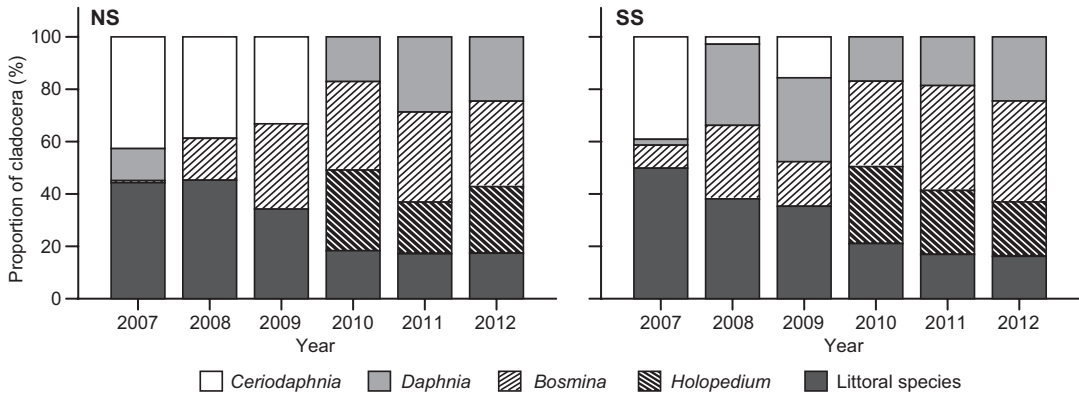 NS
SS
Proportion of cladocera (%)
100
80
60
40
20
0
2007 2008 2009 2010 2011 2012
Year
2007 2008 2009 2010 2011 2012
Year
Ceriodaphnia Daphnia Bosmina Holopedium Littoral species